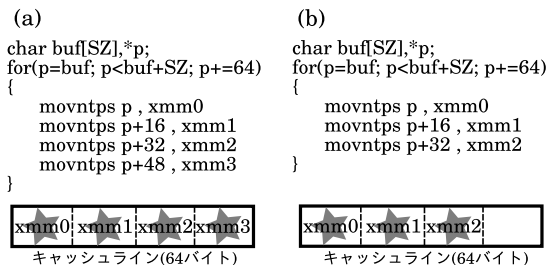 (a)
char buf[SZ],*p;
for(p=buf; p<buf+SZ; p+=64)
{
movntps p , xmm0
movntps p+16 , xmm1
movntps p+32 , xmm2
movntps p+48 , xmm3
}
xmm0 xmm1 xmm2 xmm3
キャッシュライン(64バイト)
(b)
char buf[SZ],*p;
for(p=buf; p<buf+SZ; p+=64)
{
movntps p , xmm0
movntps p+16 , xmm1
movntps p+32 , xmm2
}
xmm0 xmm1 xmm2
キャッシュライン(64バイト)